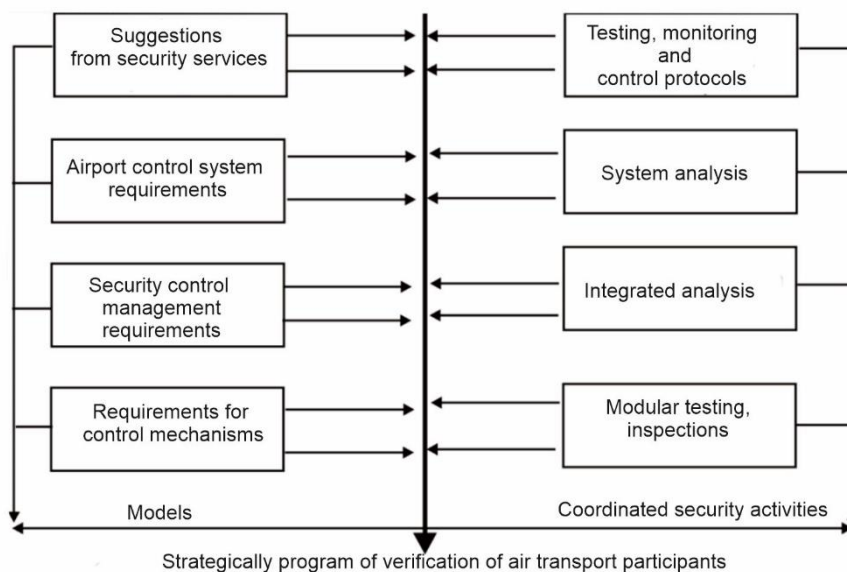 Suggestions
from security services
Testing, monitoring
and
control protocols
Airport control system
requirements
System analysis
Security control
management
requirements
Integrated analysis
Requirements for
control mechanisms
Modular testing,
inspections
Models
Coordinated security activities
Strategically program of verification of air transport participants